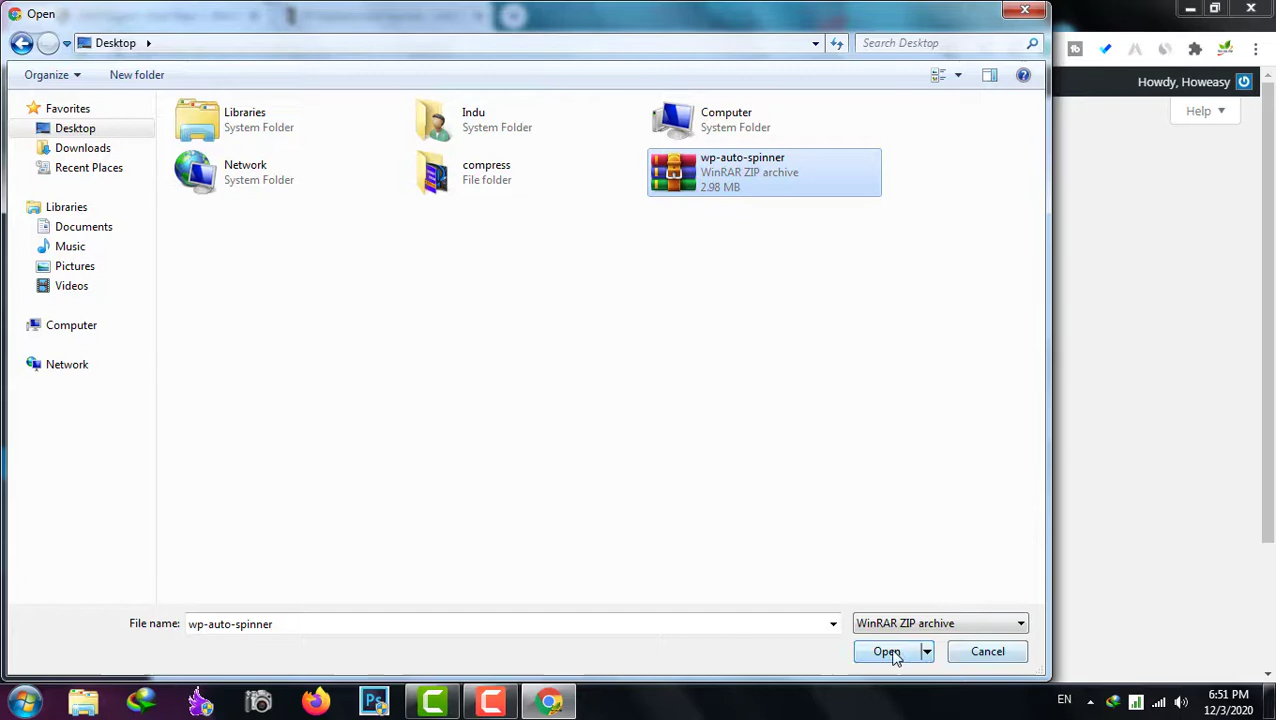 Open
Desktop
Search Desktop
Organize
New folder
Howdy, Howeasy
Help
Favorites
Desktop
Downloads
Recent Places
Libraries
Documents
Music
Pictures
Videos
Computer
Network
Libraries
System Folder
Indu
System Folder
Computer
System Folder
Network
System Folder
compress
File folder
wp-auto-spinner
WinRAR ZIP archive
2.98 MB
File name:
wp-auto-spinner
WinRAR ZIP archive
Open
Cancel
EN
6:51 PM
12/3/2020